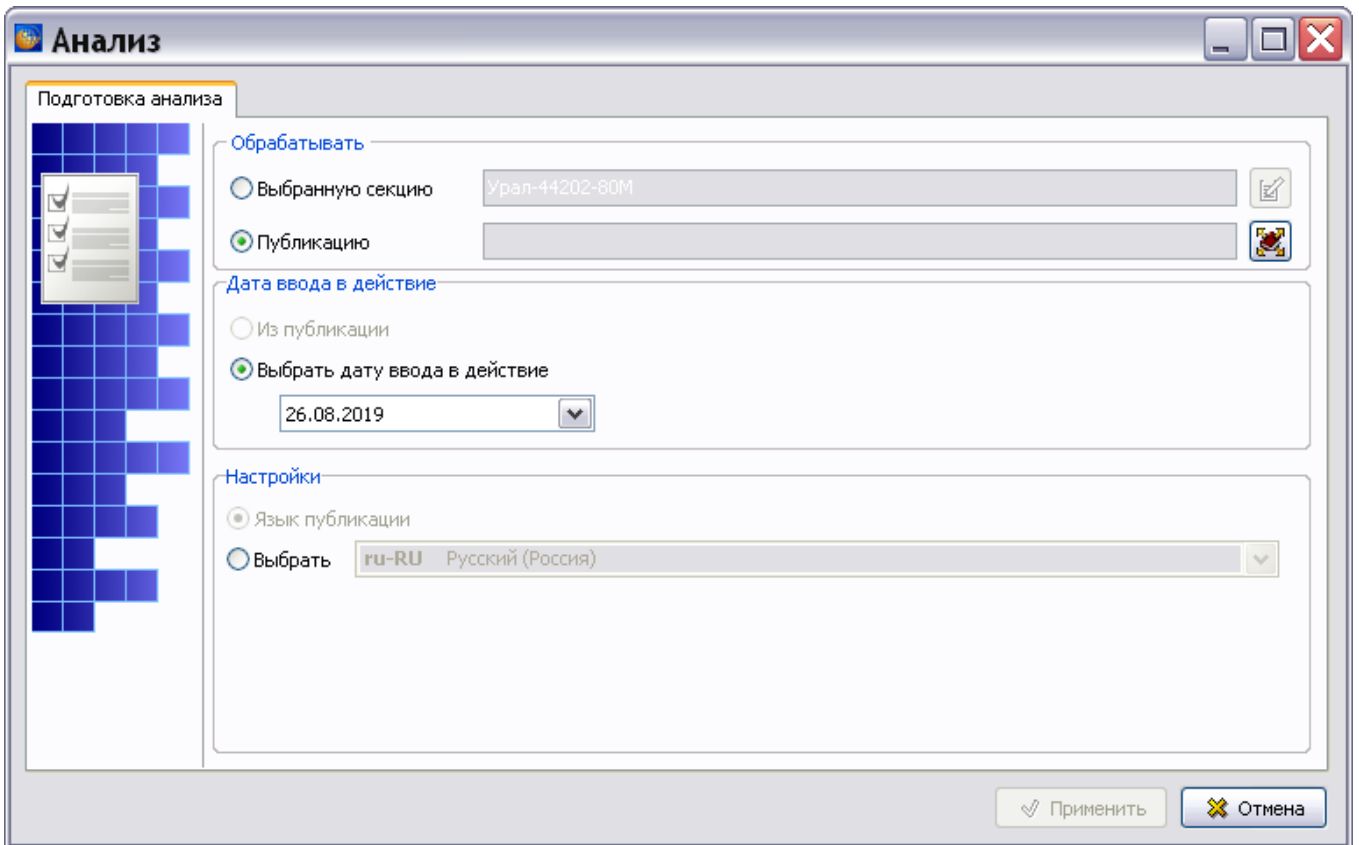 Анализ
Подготовка анализа
Обрабатывать
Выбранную секцию Урал-44202-80М
Публикацию
Дата ввода в действие
Из публикации
Выбрать дату ввода в действие
26.08.2019
Настройки
Язык публикации
Выбрать ru-RU Русский (Россия)
Применить Отмена